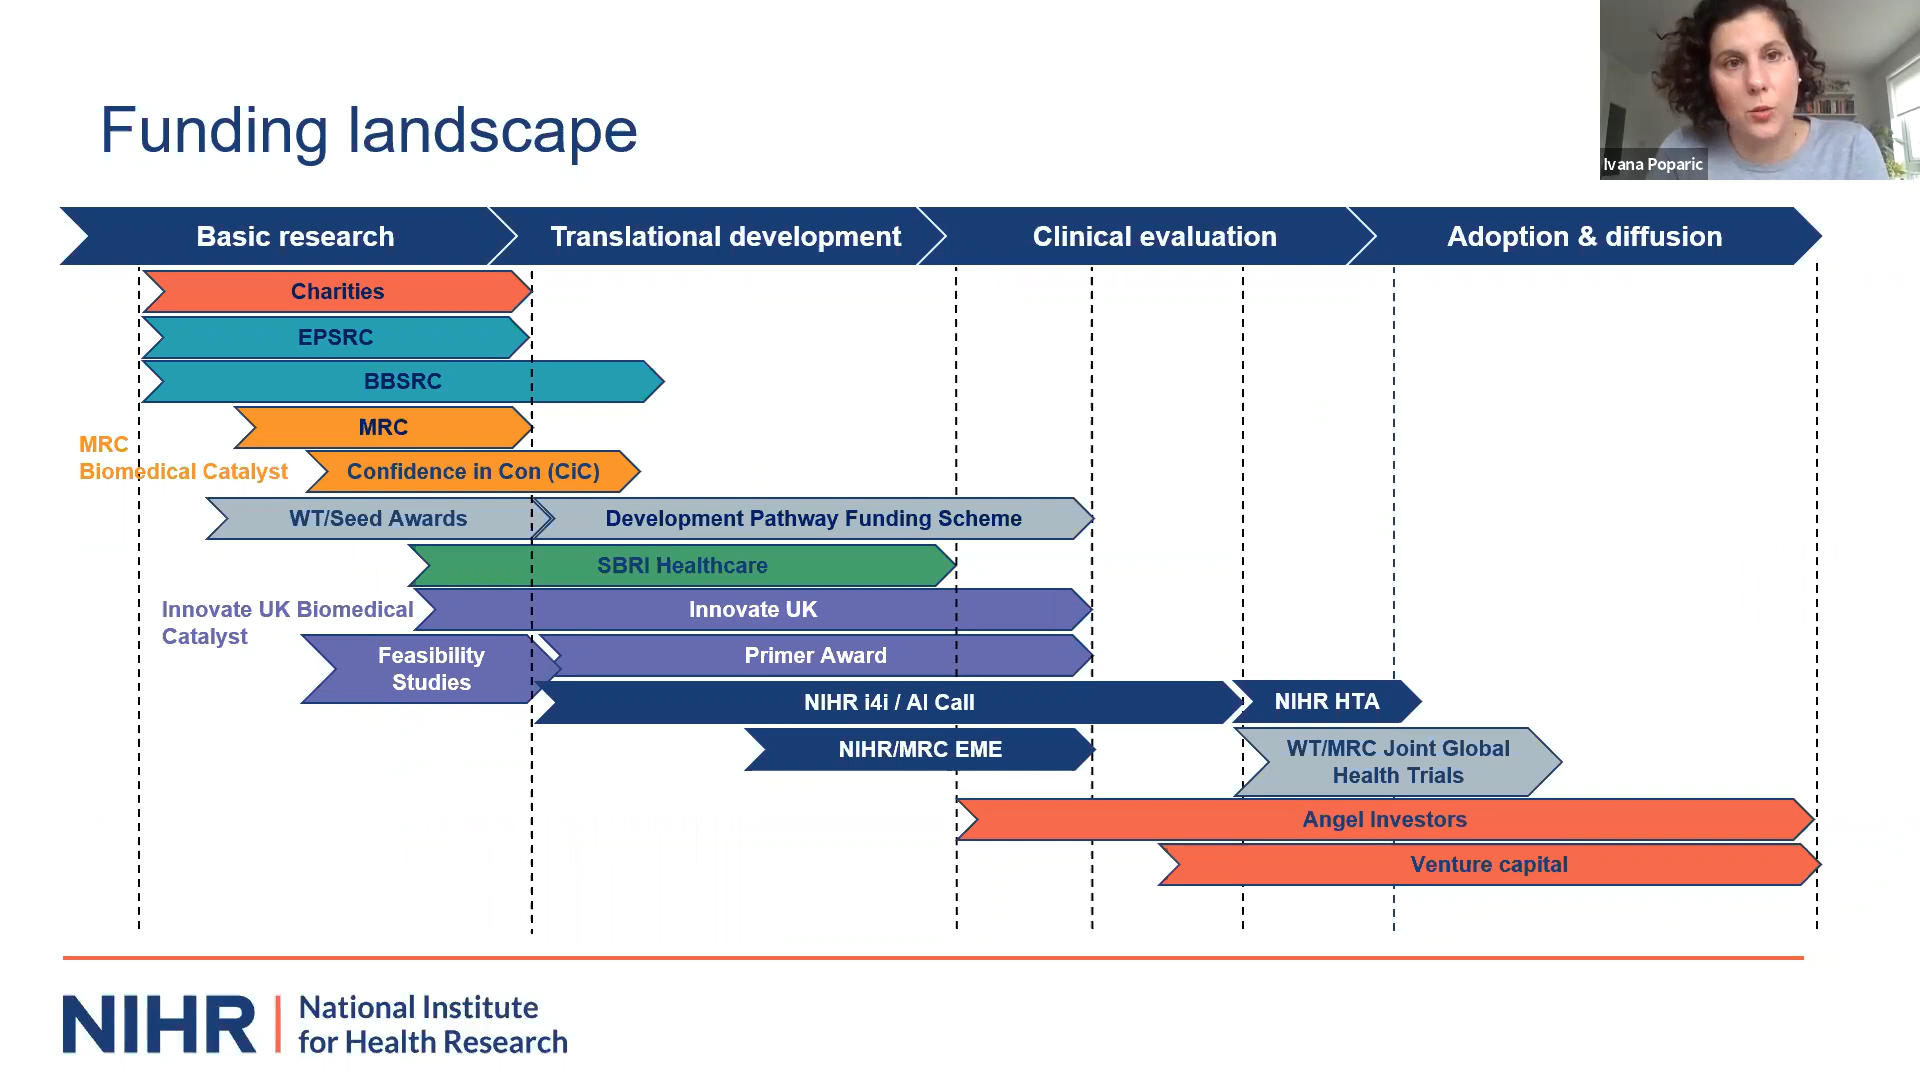 Ivana Poparic
Funding landscape
Basic research
Translational development
Clinical evaluation
Adoption & diffusion
Charities
EPSRC
BBSRC
MRC
MRC
Biomedical Catalyst
Confidence in Con (CiC)
WT/Seed Awards
Development Pathway Funding Scheme
SBRI Healthcare
Innovate UK Biomedical
Catalyst
Innovate UK
Feasibility
Studies
Primer Award
NIHR i4i / AI Call
NIHR HTA
NIHR/MRC EME
WT/MRC Joint Global
Health Trials
Angel Investors
Venture capital
NIHR
National Institute
for Health Research